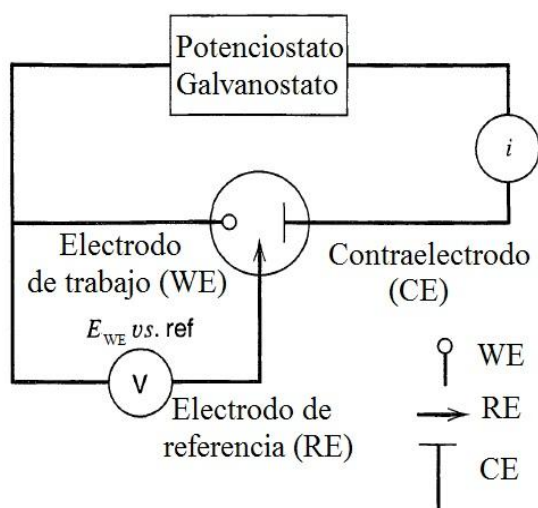 Potenciostato
Galvanostato
i
Electrodo
de trabajo (WE)
Contraelectrodo
(CE)
E_WE vs. ref
V
Electrodo de
referencia (RE)
WE
RE
CE